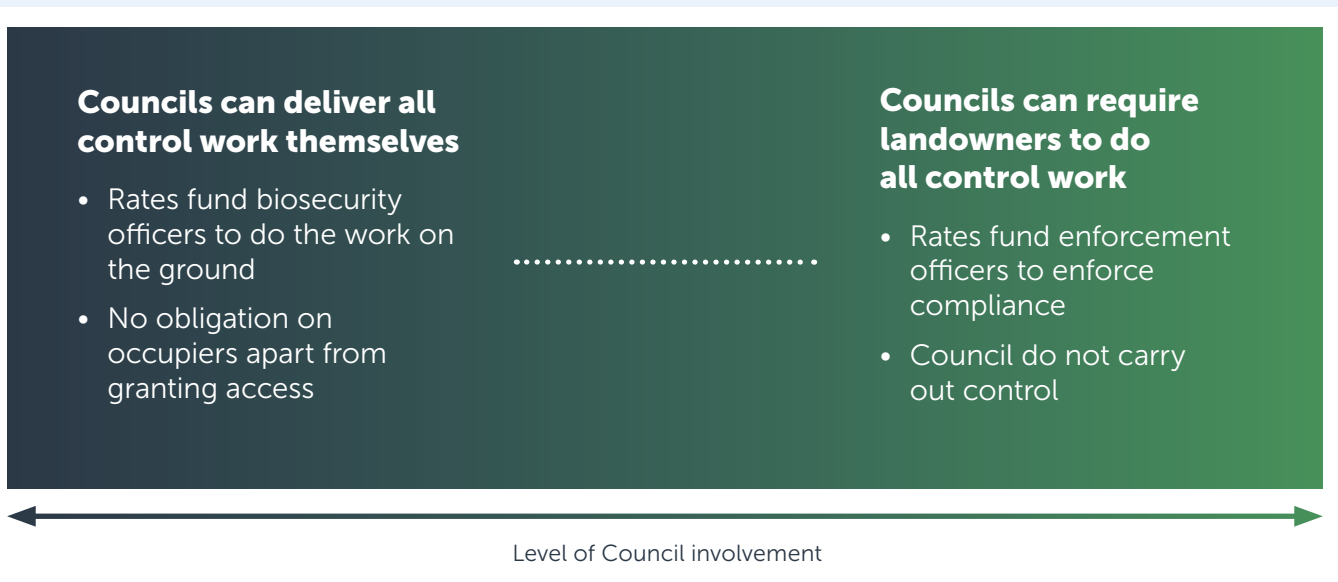 Councils can deliver all
control work themselves
• Rates fund biosecurity
officers to do the work on
the ground
• No obligation on
occupiers apart from
granting access
Councils can require
landowners to do
all control work
• Rates fund enforcement
officers to enforce
compliance
• Council do not carry
out control
Level of Council involvement